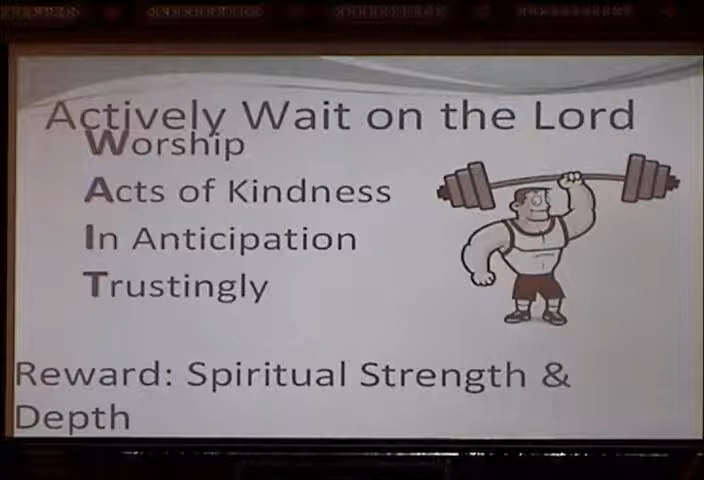 Actively Wait on the Lord
Worship
Acts of Kindness
In Anticipation
Trustingly
Reward: Spiritual Strength &
Depth